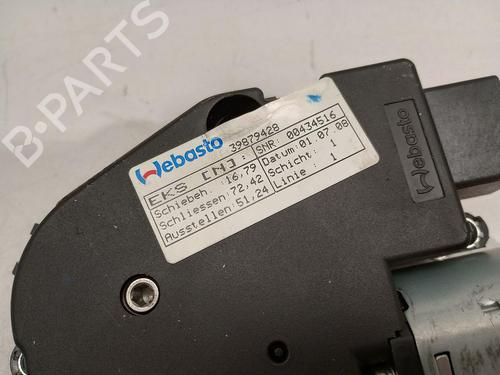 B-PARTS
Webasto 39879428
EKS [N]: SNR: 00434516
Schiebeh.:16,79 Datum:01.07.08
Schliessen:72,42 Schicht: 1
Ausstellen:51,24 Linie : 1
Webasto